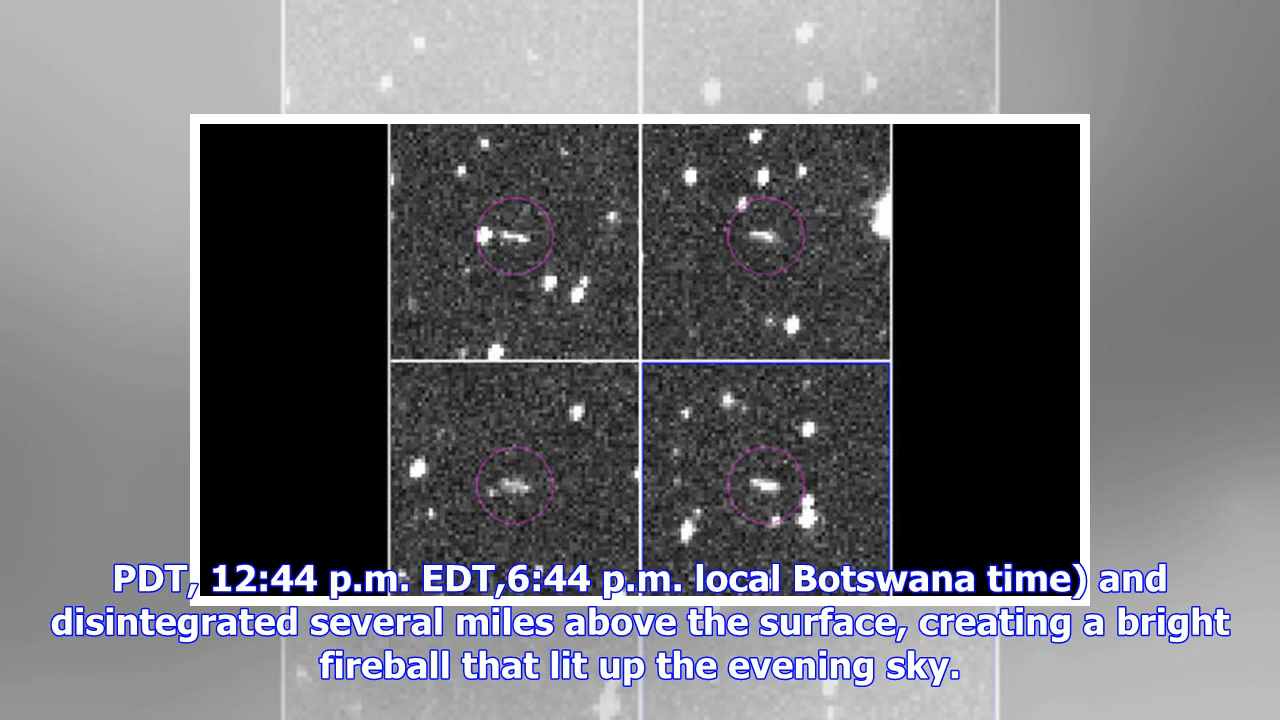 PDT, 12:44 p.m. EDT,6:44 p.m. local Botswana time) and
disintegrated several miles above the surface, creating a bright
fireball that lit up the evening sky.